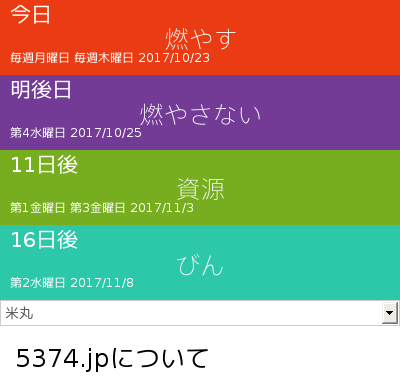 今日
燃やす
毎週月曜日 毎週木曜日 2017/10/23
明後日
燃やさない
第4水曜日 2017/10/25
11日後
資源
第1金曜日 第3金曜日 2017/11/3
16日後
びん
第2水曜日 2017/11/8
米丸
5374.jpについて